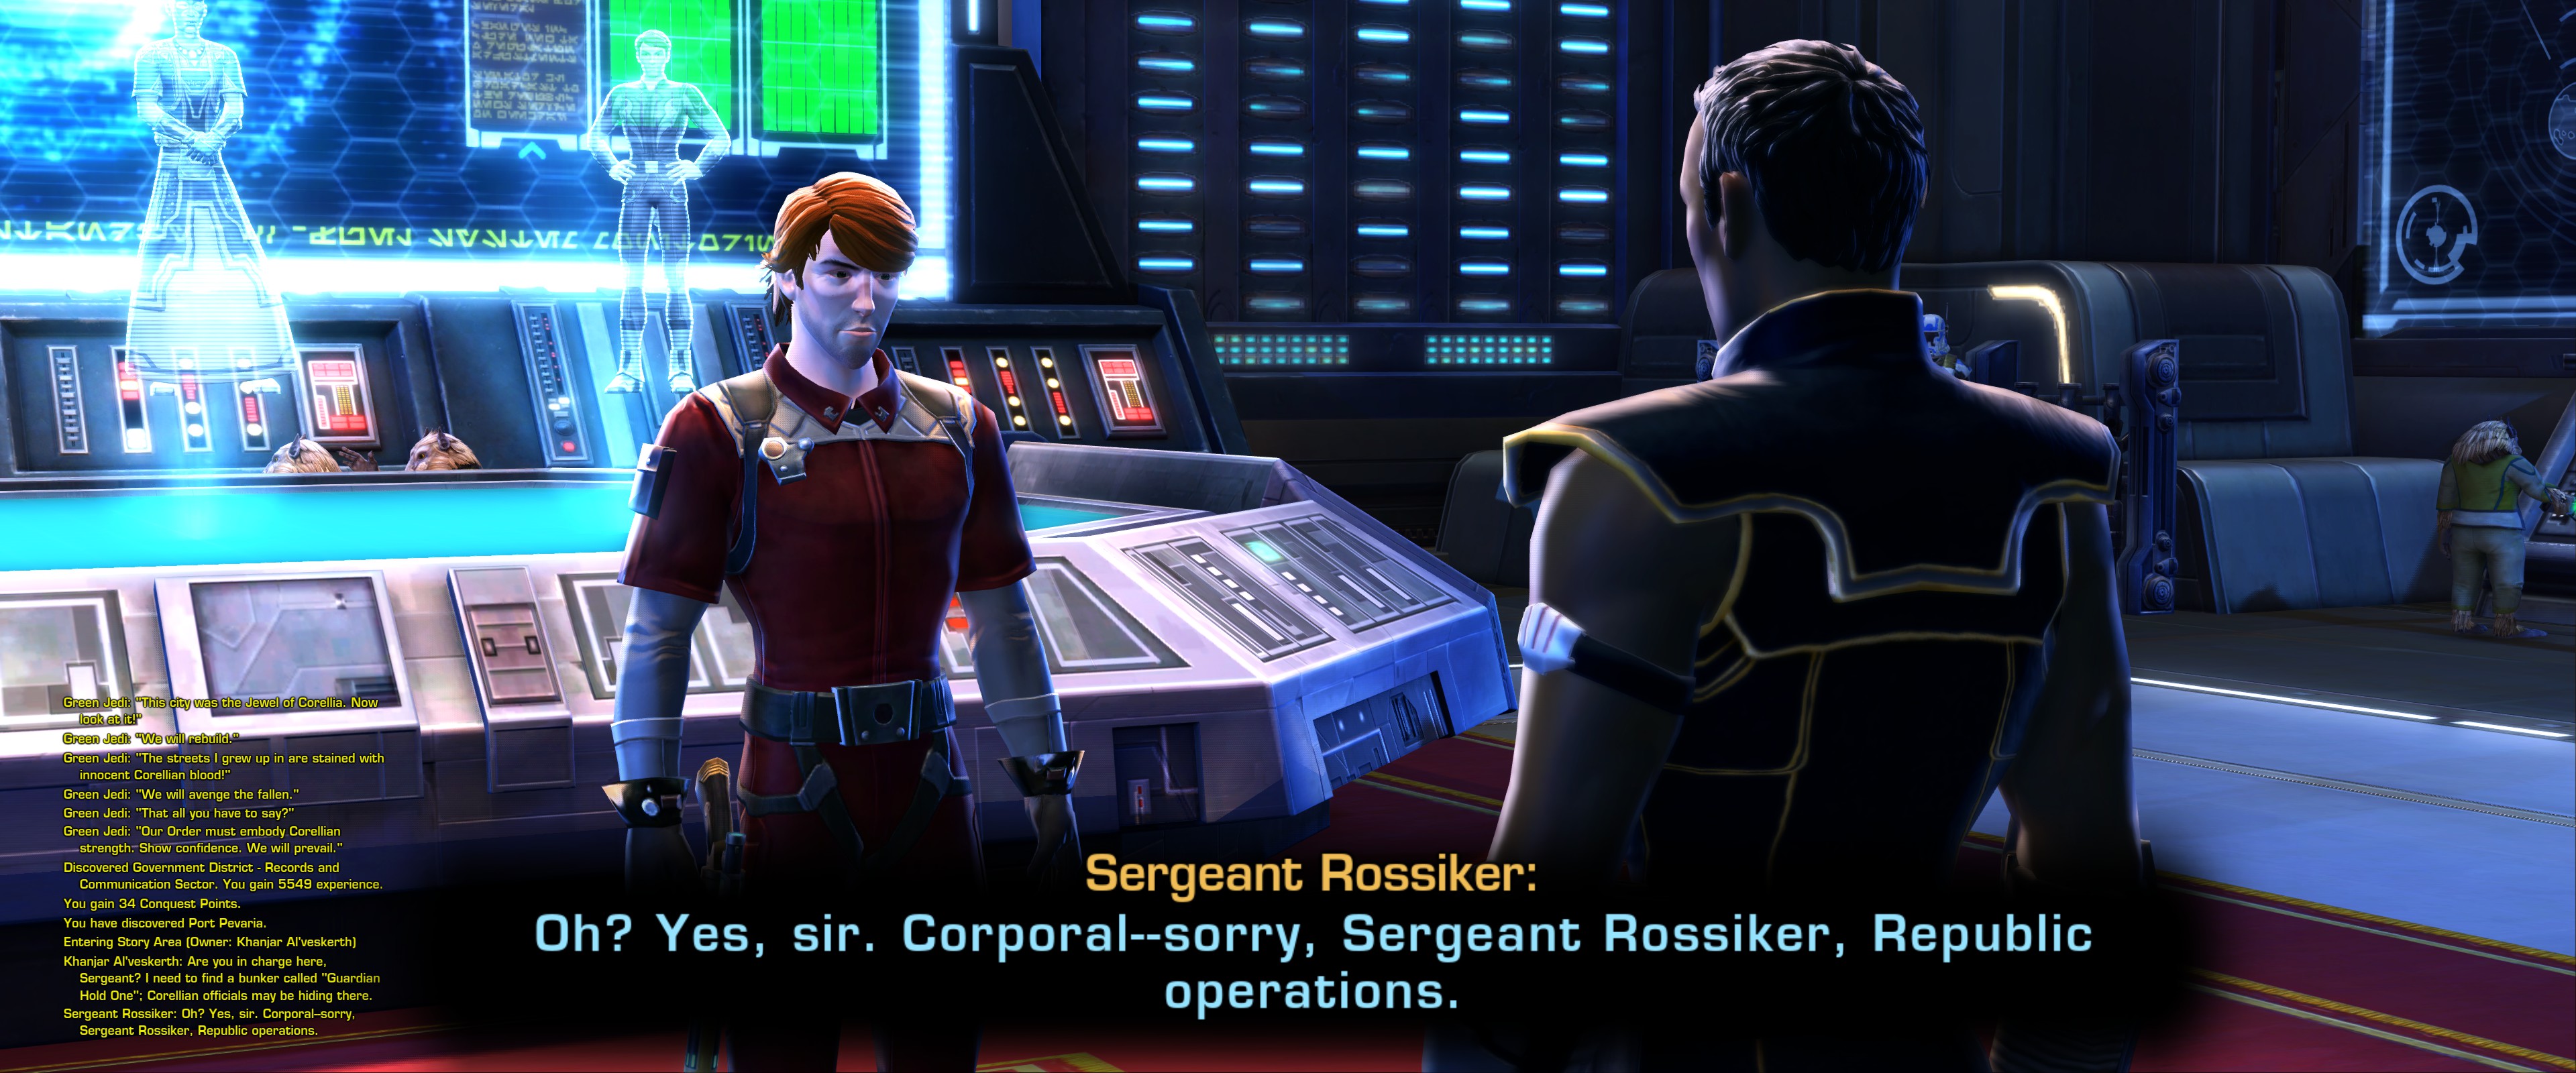 Green Jedi: "This city was the Jewel of Corellia. Now
look at it!"
Green Jedi: "We will rebuild."
Green Jedi: "The streets I grew up in are stained with
innocent Corellian blood!"
Green Jedi: "We will avenge the fallen."
Green Jedi: "That all you have to say?"
Green Jedi: "Our Order must embody Corellian
strength. Show confidence. We will prevail."
Discovered Government District - Records and
Communication Sector. You gain 5549 experience.
You gain 34 Conquest Points.
You have discovered Port Pevaria.
Entering Story Area (Owner: Khanjar Al'veskerth)
Khanjar Al'veskerth: Are you in charge here,
Sergeant? I need to find a bunker called "Guardian
Hold One"; Corellian officials may be hiding there.
Sergeant Rossiker: Oh? Yes, sir. Corporal--sorry,
Sergeant Rossiker, Republic operations.
Sergeant Rossiker:
Oh? Yes, sir. Corporal--sorry, Sergeant Rossiker, Republic
operations.